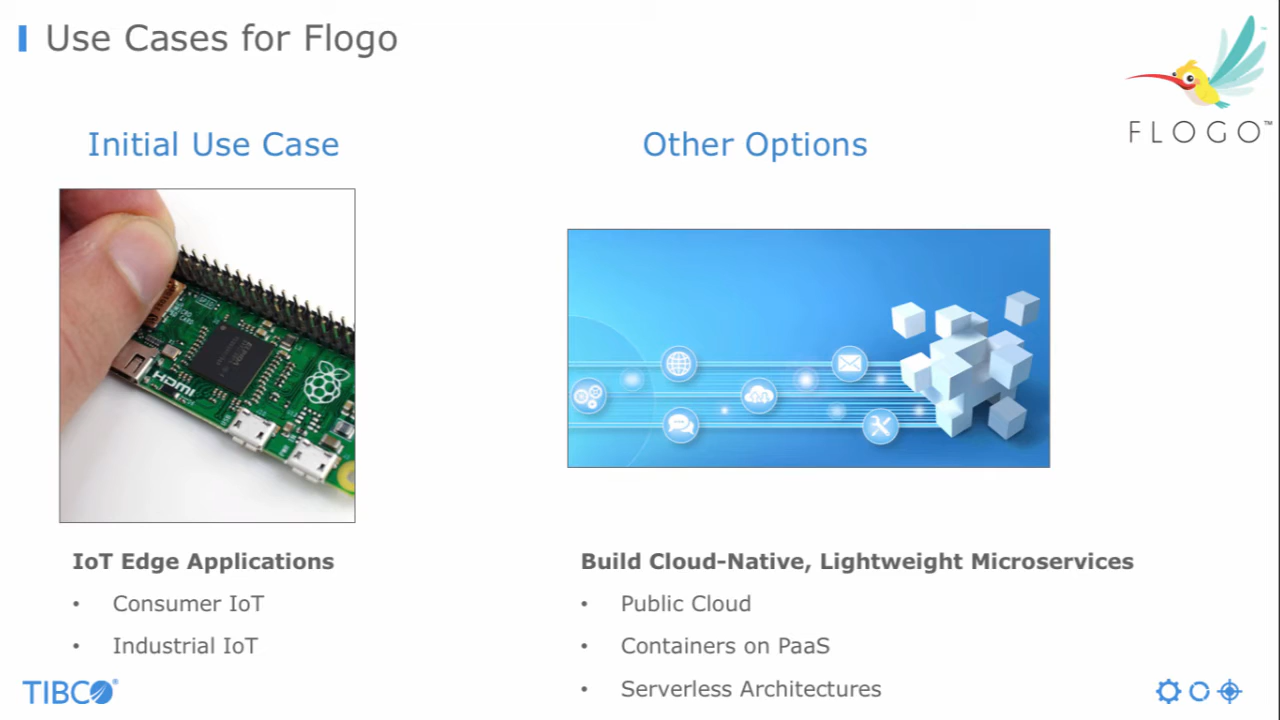 Use Cases for Flogo
FLOGO™
Initial Use Case
Other Options
HDMI
IoT Edge Applications
• Consumer IoT
• Industrial IoT
Build Cloud-Native, Lightweight Microservices
• Public Cloud
• Containers on PaaS
• Serverless Architectures
TIBCO®